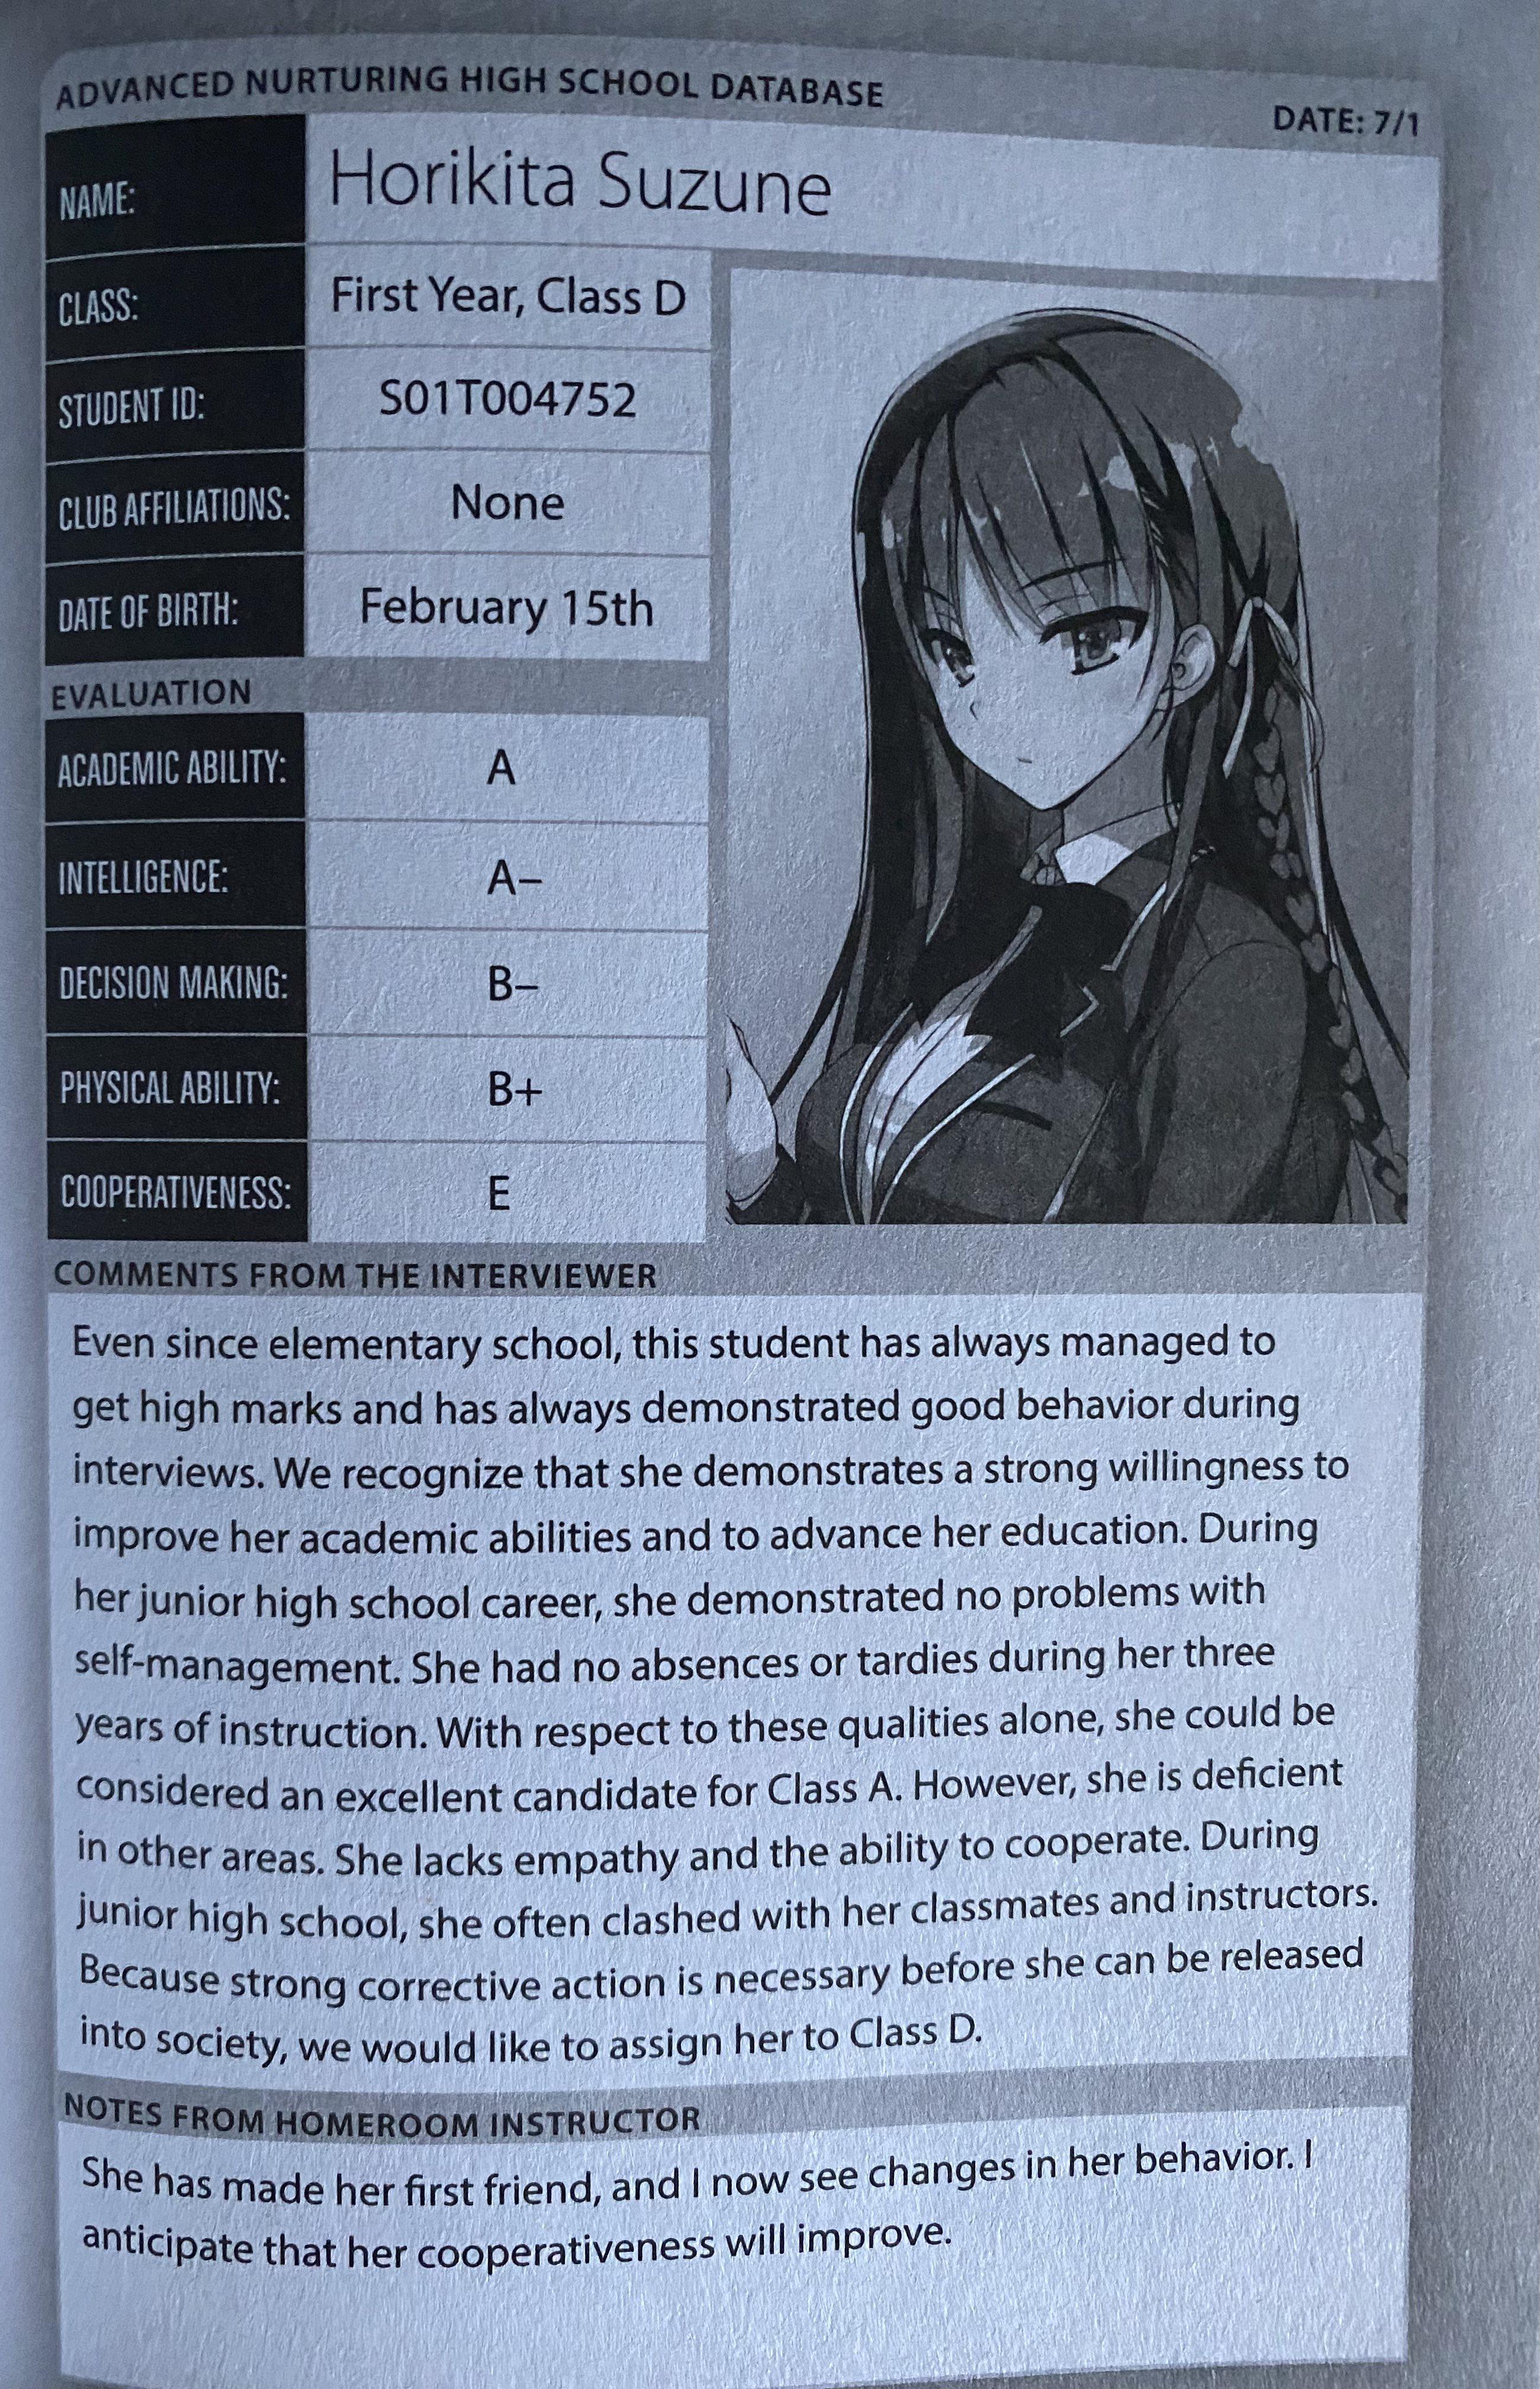 ADVANCED NURTURING HIGH SCHOOL DATABASE
DATE: 7/1
NAME: Horikita Suzune
CLASS: First Year, Class D
STUDENT ID: S01T004752
CLUB AFFILIATIONS: None
DATE OF BIRTH: February 15th
EVALUATION
ACADEMIC ABILITY: A
INTELLIGENCE: A–
DECISION MAKING: B–
PHYSICAL ABILITY: B+
COOPERATIVENESS: E
COMMENTS FROM THE INTERVIEWER
Even since elementary school, this student has always managed to
get high marks and has always demonstrated good behavior during
interviews. We recognize that she demonstrates a strong willingness to
improve her academic abilities and to advance her education. During
her junior high school career, she demonstrated no problems with
self-management. She had no absences or tardies during her three
years of instruction. With respect to these qualities alone, she could be
considered an excellent candidate for Class A. However, she is deficient
in other areas. She lacks empathy and the ability to cooperate. During
junior high school, she often clashed with her classmates and instructors.
Because strong corrective action is necessary before she can be released
into society, we would like to assign her to Class D.
NOTES FROM HOMEROOM INSTRUCTOR
She has made her first friend, and I now see changes in her behavior. I
anticipate that her cooperativeness will improve.